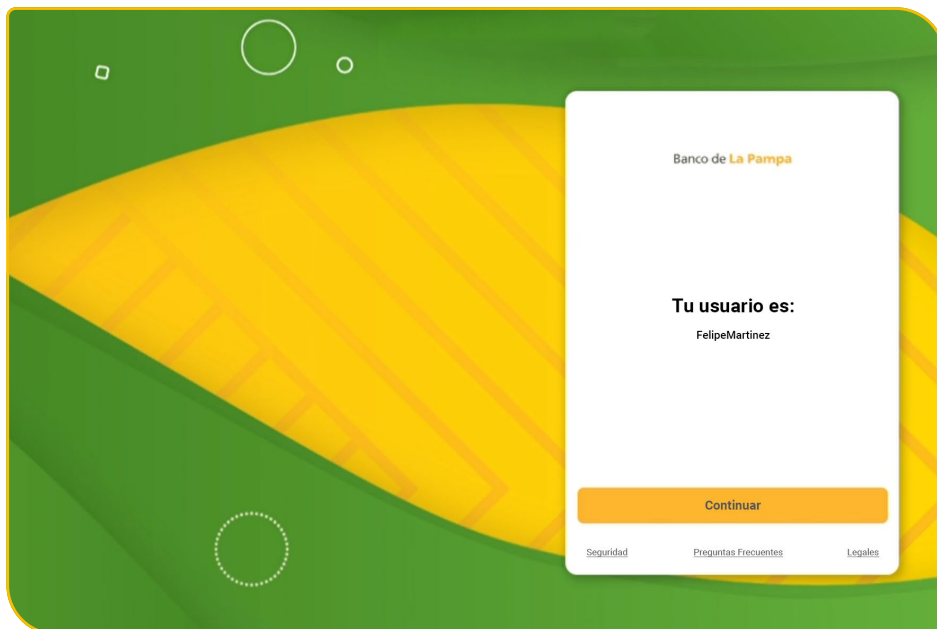 Banco de La Pampa
Tu usuario es:
FelipeMartinez
Continuar
Seguridad Preguntas Frecuentes Legales